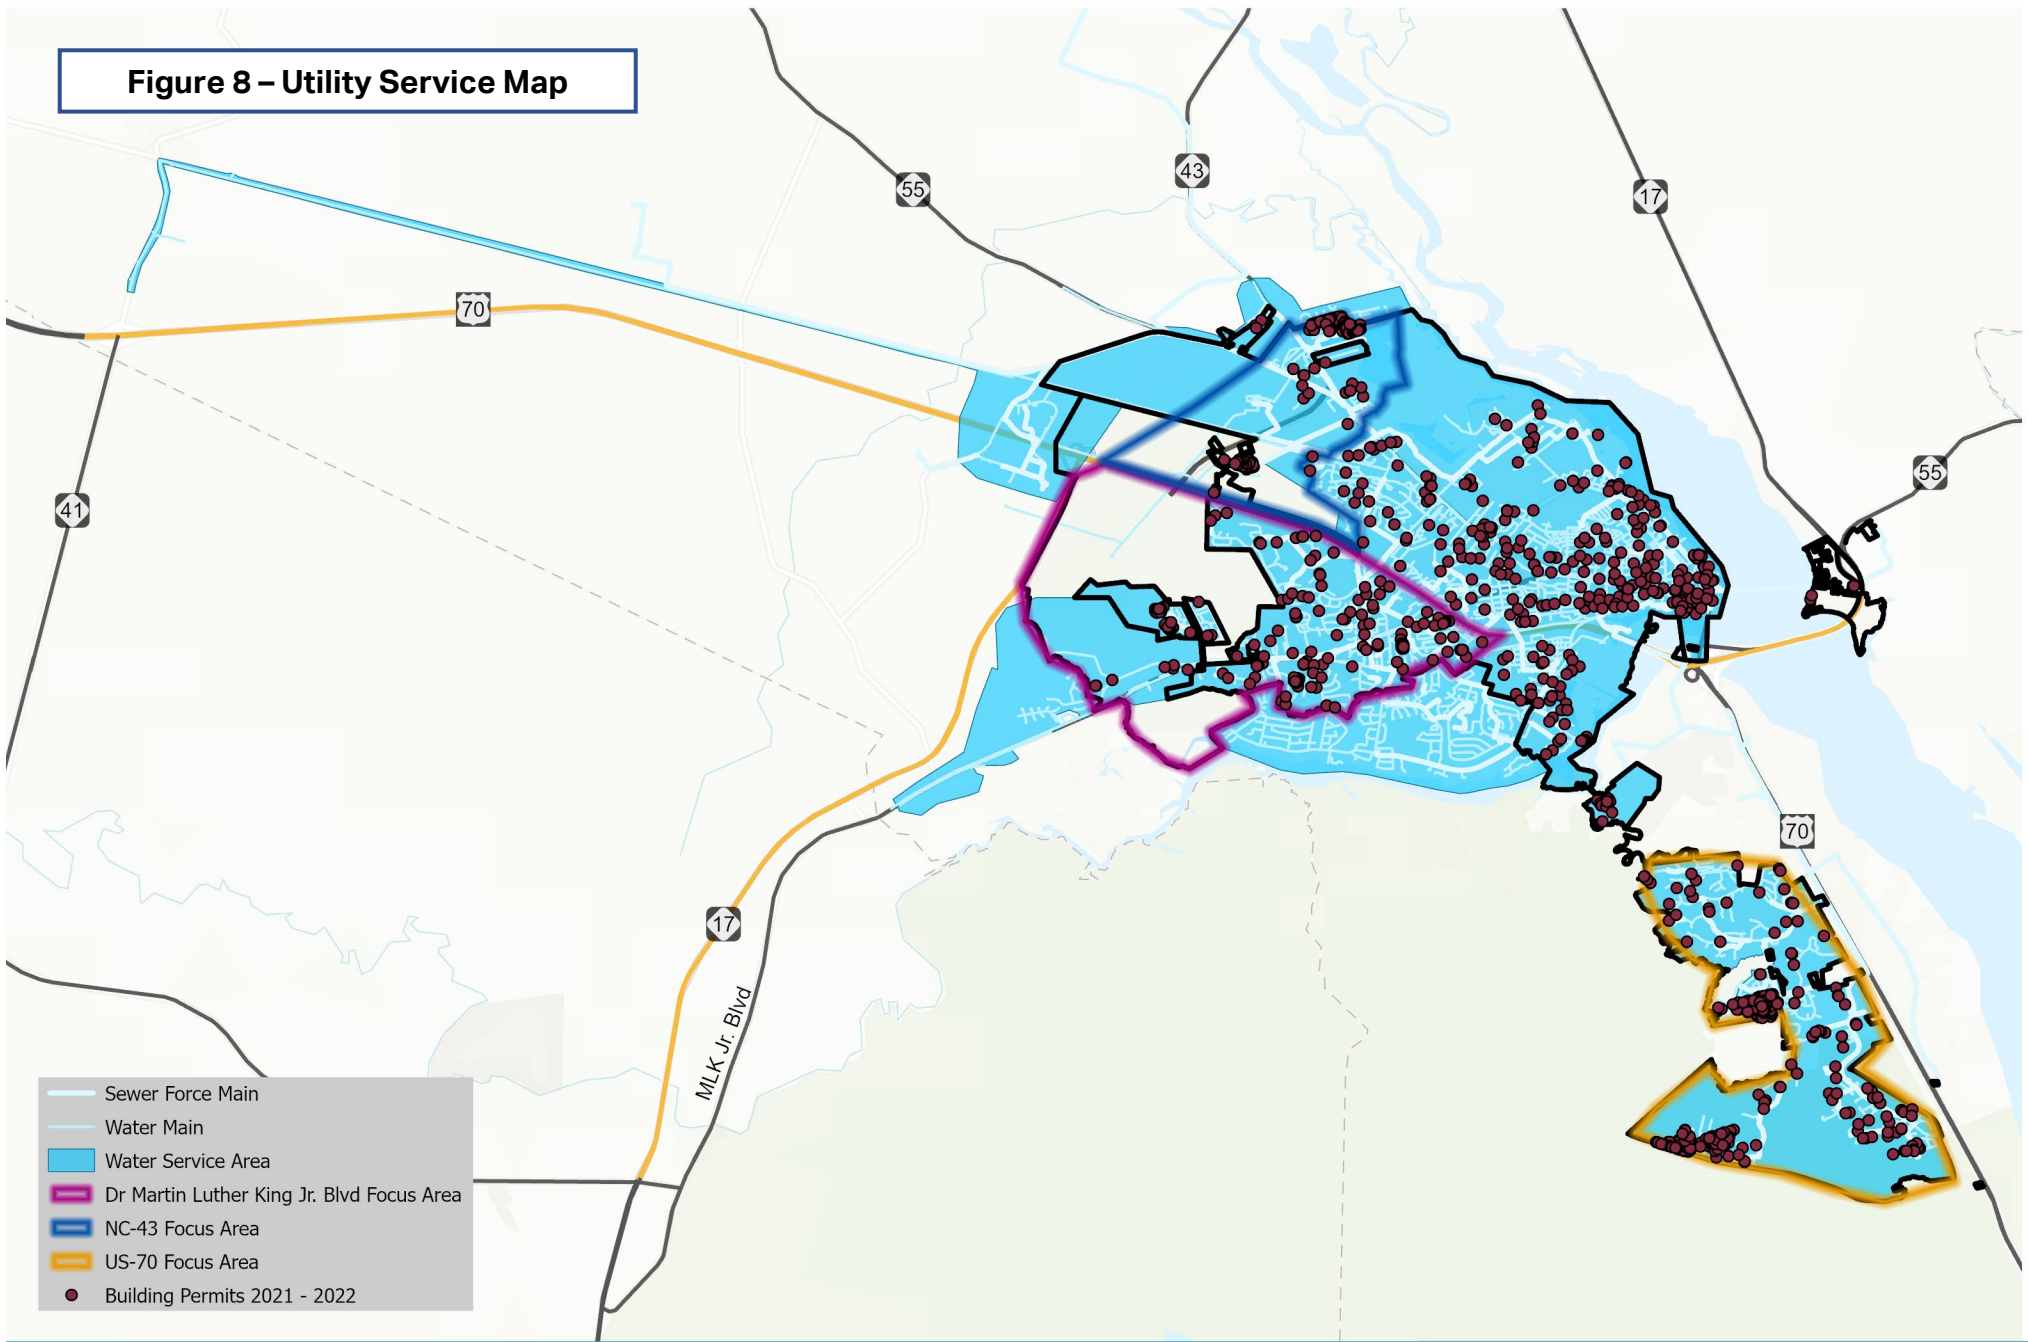 Figure 8 – Utility Service Map
43
55
17
70
55
41
70
17
MLK Jr. Blvd
Sewer Force Main
Water Main
Water Service Area
Dr Martin Luther King Jr. Blvd Focus Area
NC-43 Focus Area
US-70 Focus Area
Building Permits 2021 - 2022